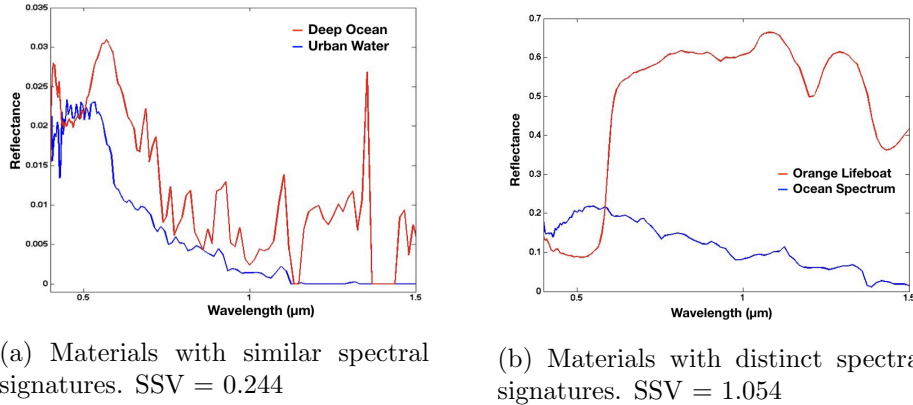 0.035
0.03
0.025
0.02
0.015
0.01
0.005
0
Reflectance
Deep Ocean
Urban Water
0.5
1
1.5
Wavelength (µm)
(a) Materials with similar spectral
signatures. SSV = 0.244
0.7
0.6
0.5
0.4
0.3
0.2
0.1
0
Reflectance
Orange Lifeboat
Ocean Spectrum
0.5
1
1.5
Wavelength (µm)
(b) Materials with distinct spectra
signatures. SSV = 1.054